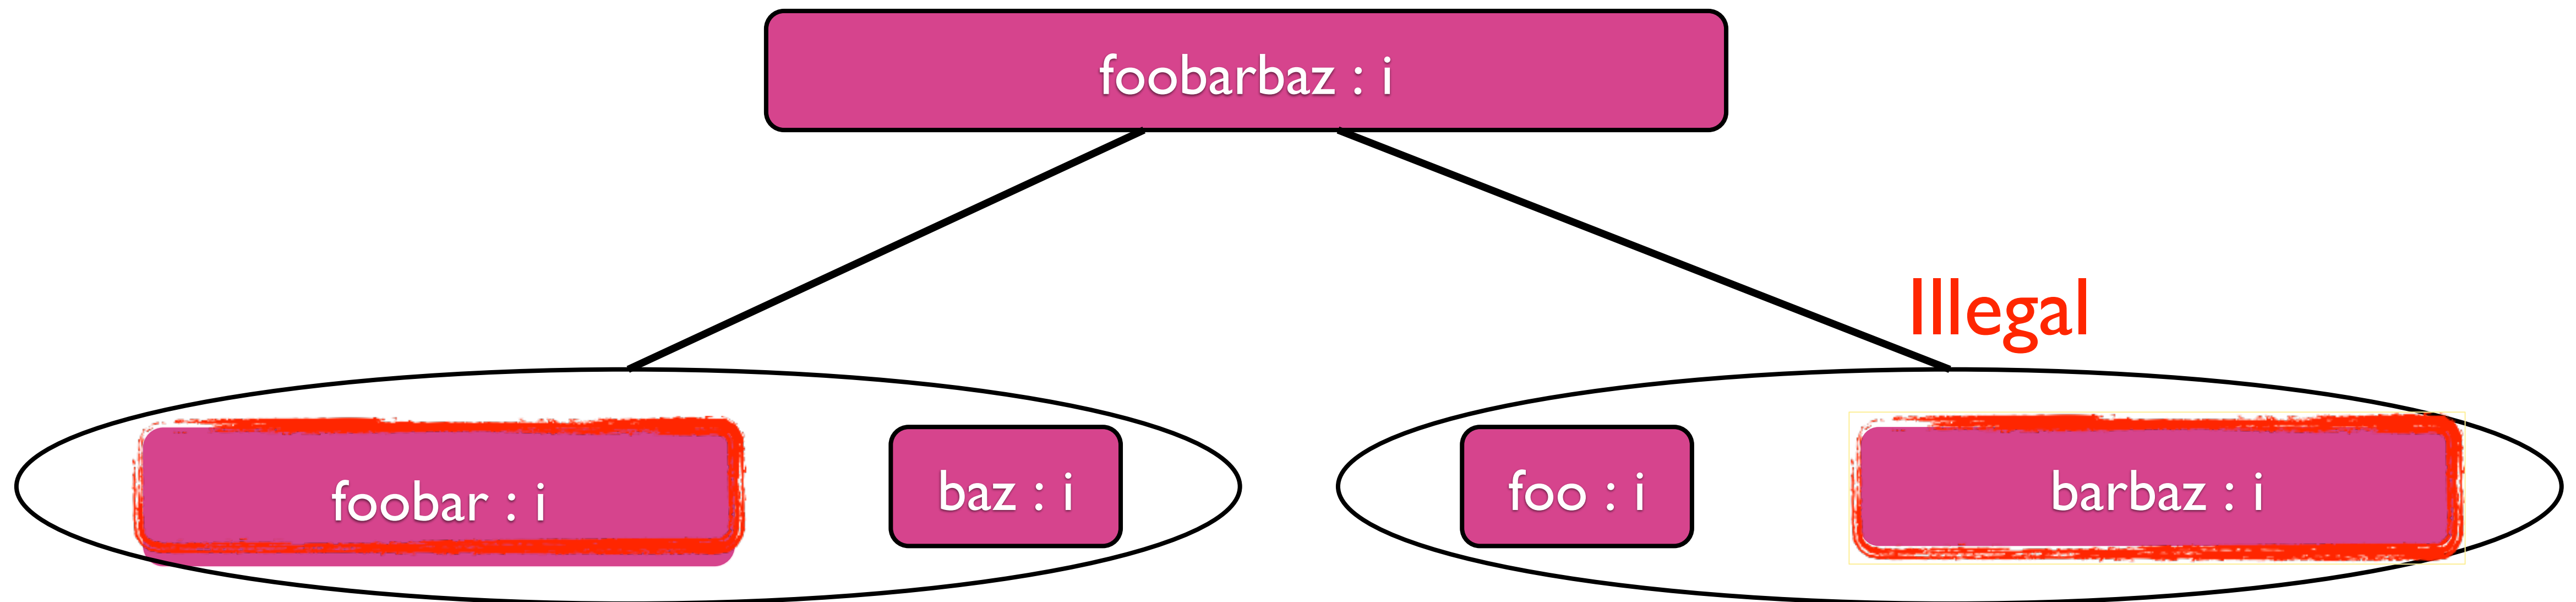 foobarbaz : i
Illegal
foobar : i
baz : i
foo : i
barbaz : i